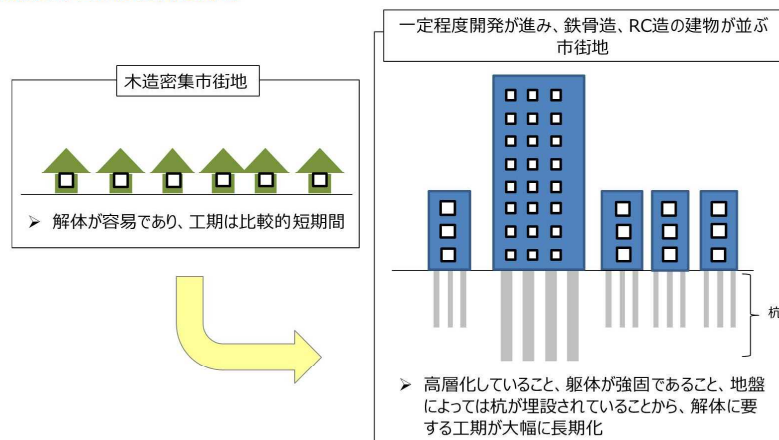 木造密集市街地
➢ 解体が容易であり、工期は比較的短期間
一定程度開発が進み、鉄骨造、RC造の建物が並ぶ
市街地
杭
➢ 高層化していること、躯体が強固であること、地盤
によっては杭が埋設されていることから、解体に要
する工期が大幅に長期化